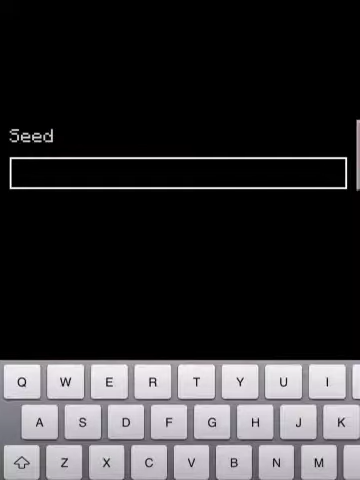 Seed
Q W E R T Y U I
A S D F G H J K
Z X C V B N M